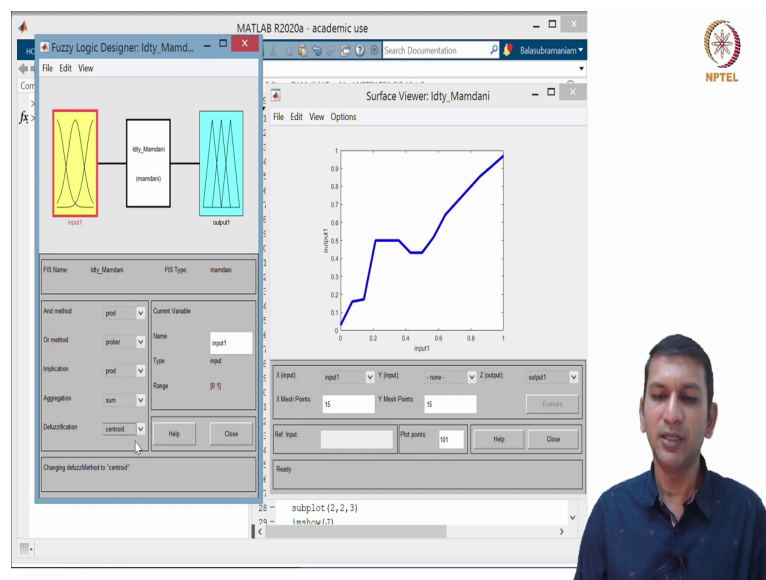 MATLAB R2020a - academic use
Search Documentation
Balasubramaniam
HO
Com
fx >
NPTEL
Fuzzy Logic Designer: Idty_Mamd...
File Edit View
Idty_Mamdani
(mamdani)
input1
output1
FIS Name: Idty_Mamdani FIS Type: mamdani
And method prod
Or method probor
Implication prod
Aggregation sum
Defuzzification centroid
Current Variable
Name input1
Type input
Range [0 1]
Help Close
Changing defuzzMethod to "centroid"
Surface Viewer: Idty_Mamdani
File Edit View Options
1
0.9
0.8
0.7
0.6
0.5
0.4
0.3
0.2
0.1
0
output1
0 0.2 0.4 0.6 0.8 1
input1
X (input): input1 Y (input): - none - Z (output): output1
X Mesh Points: 15 Y Mesh Points: 15 Evaluate
Ref. Input: Plot points: 101 Help Close
Ready
28 - subplot(2,2,3)
29 - imshow(J)